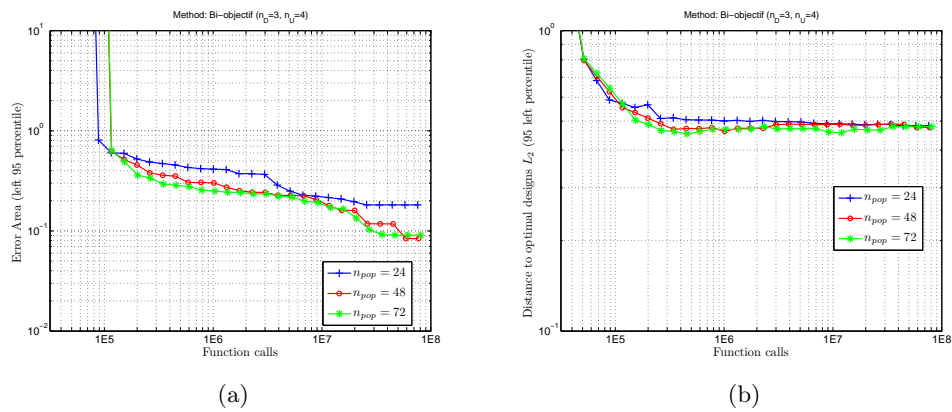 Method: Bi-objectif (n_D=3, n_U=4)
Error Area (left 95 percentile)
10^1
10^0
10^-1
10^-2
1E5
1E6
1E7
1E8
Function calls
n_pop = 24
n_pop = 48
n_pop = 72
(a)
Method: Bi-objectif (n_D=3, n_U=4)
Distance to optimal designs L_2 (95 left percentile)
10^0
10^-1
1E5
1E6
1E7
1E8
Function calls
n_pop = 24
n_pop = 48
n_pop = 72
(b)